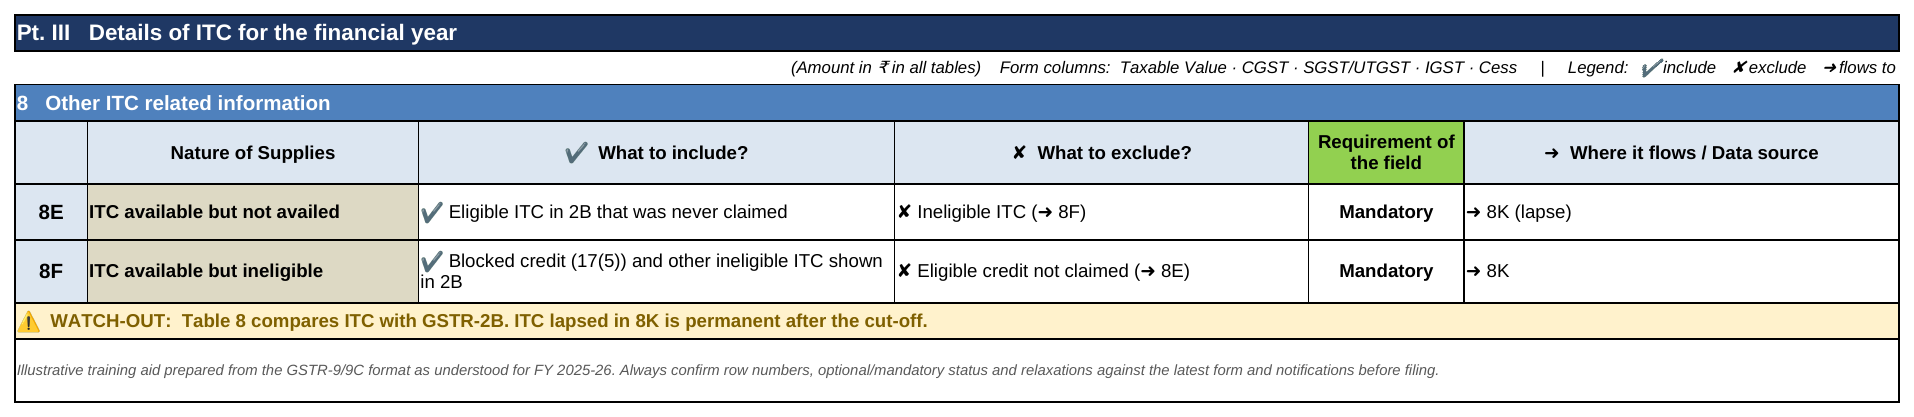 Pt. III   Details of ITC for the financial year
(Amount in ₹ in all tables)   Form columns:  Taxable Value · CGST · SGST/UTGST · IGST · Cess   |   Legend:  ✔ include   ✘ exclude   ➜ flows to
8   Other ITC related information
Nature of Supplies
✔ What to include?
✘ What to exclude?
Requirement of
the field
➜ Where it flows / Data source
8E
ITC available but not availed
✔ Eligible ITC in 2B that was never claimed
✘ Ineligible ITC (➜ 8F)
Mandatory
➜ 8K (lapse)
8F
ITC available but ineligible
✔ Blocked credit (17(5)) and other ineligible ITC shown
in 2B
✘ Eligible credit not claimed (➜ 8E)
Mandatory
➜ 8K
⚠ WATCH-OUT:  Table 8 compares ITC with GSTR-2B. ITC lapsed in 8K is permanent after the cut-off.
Illustrative training aid prepared from the GSTR-9/9C format as understood for FY 2025-26. Always confirm row numbers, optional/mandatory status and relaxations against the latest form and notifications before filing.